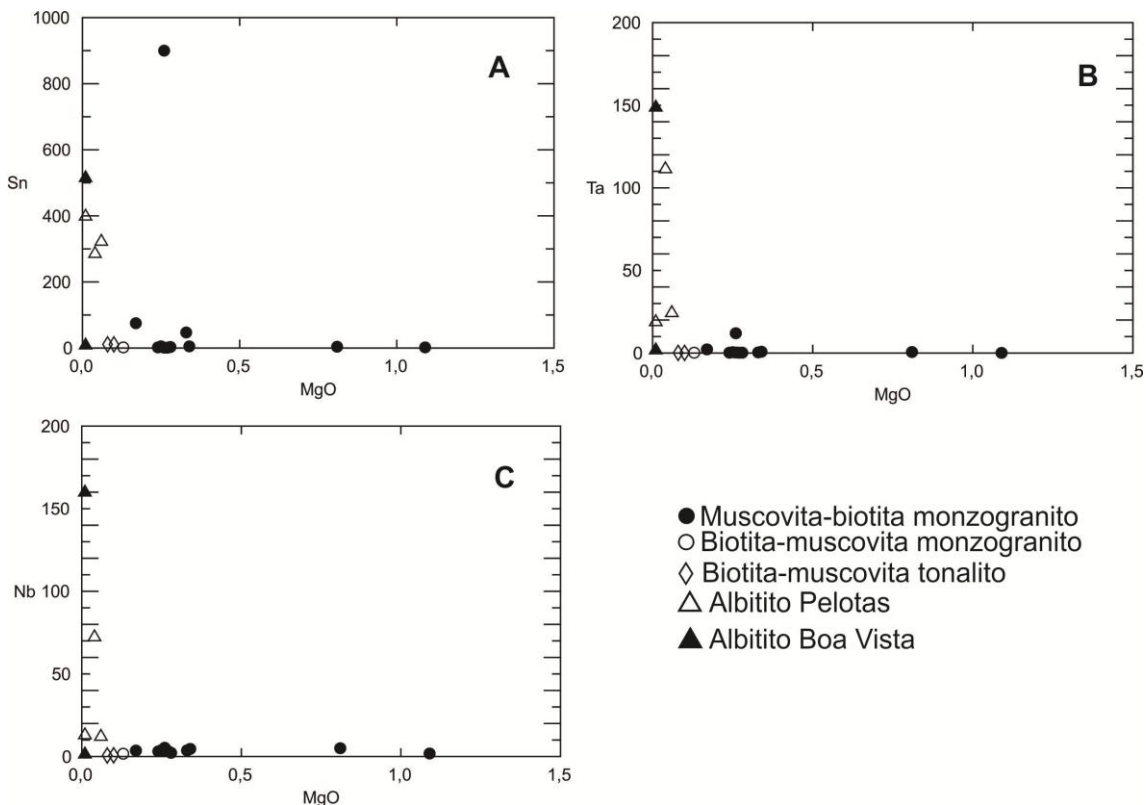 1000
A
800
600
Sn
400
200
0
0,0
0,5
1,0
1,5
MgO
200
B
150
Ta 100
50
0
0,0
0,5
1,0
1,5
MgO
200
C
150
Nb 100
50
0
0,0
0,5
1,0
1,5
MgO
Muscovita-biotita monzogranito
Biotita-muscovita monzogranito
Biotita-muscovita tonalito
Albitito Pelotas
Albitito Boa Vista